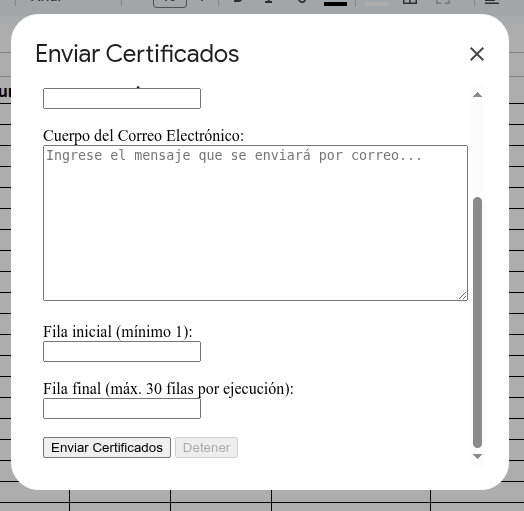 Enviar Certificados
Cuerpo del Correo Electrónico:
Ingrese el mensaje que se enviará por correo...
Fila inicial (mínimo 1):
Fila final (máx. 30 filas por ejecución):
Enviar Certificados
Detener